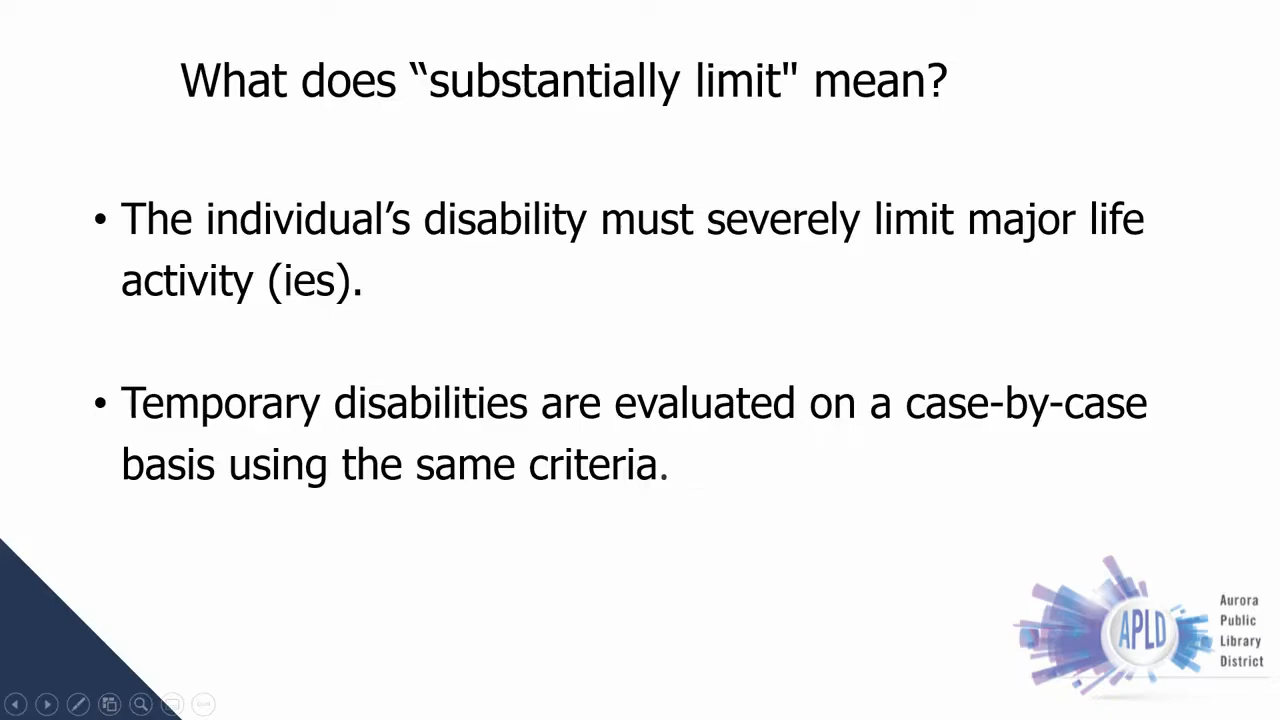 What does “substantially limit" mean?
• The individual’s disability must severely limit major life
activity (ies).
• Temporary disabilities are evaluated on a case-by-case
basis using the same criteria.
APLD
Aurora
Public
Library
District